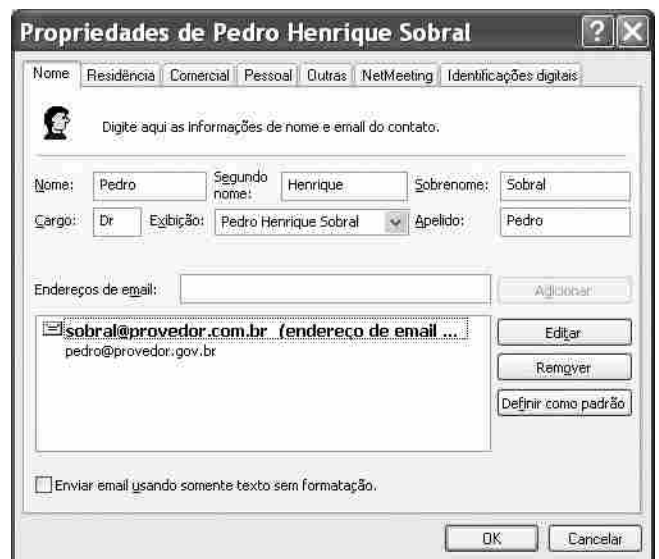 Propriedades de Pedro Henrique Sobral
Nome Residência Comercial Pessoal Outras NetMeeting Identificações digitais
Digite aqui as informações de nome e email do contato.
Nome: Pedro Segundo nome: Henrique Sobrenome: Sobral
Cargo: Dr Exibição: Pedro Henrique Sobral Apelido: Pedro
Endereços de email: Adicionar
sobral@provedor.com.br (endereço de email ... Editar
pedro@provedor.gov.br
Remover
Definir como padrão
Enviar email usando somente texto sem formatação.
OK Cancelar